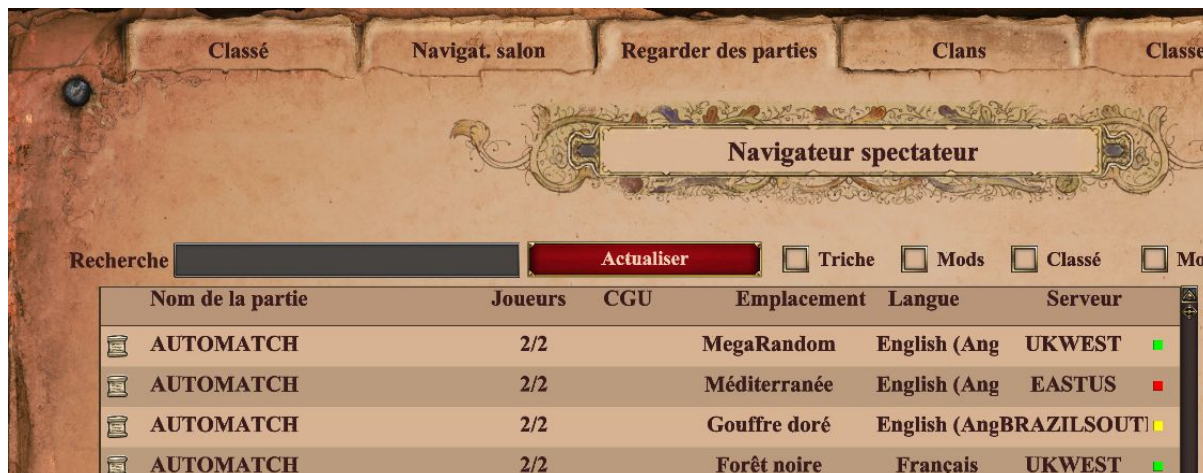 Classé Navigat. salon Regarder des parties Clans Classe
Navigateur spectateur
Recherche Actualiser Triche Mods Classé Mo
Nom de la partie Joueurs CGU Emplacement Langue Serveur
AUTOMATCH 2/2 MegaRandom English (Ang UKWEST
AUTOMATCH 2/2 Méditerranée English (Ang EASTUS
AUTOMATCH 2/2 Gouffre doré English (Ang BRAZILSOUT
AUTOMATCH 2/2 Forêt noire Français UKWEST